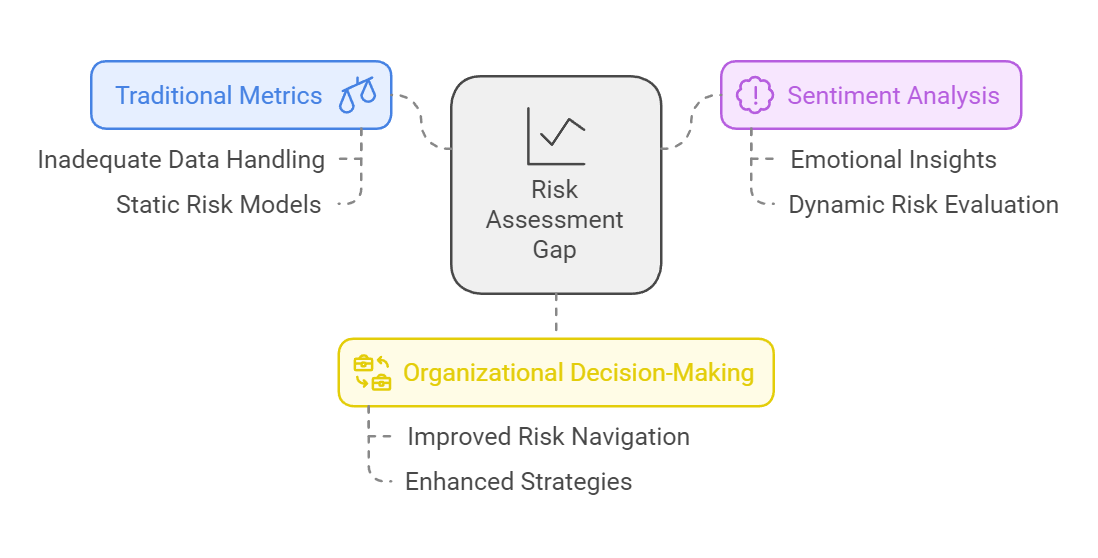 Traditional Metrics
Inadequate Data Handling
Static Risk Models
Risk
Assessment
Gap
Sentiment Analysis
Emotional Insights
Dynamic Risk Evaluation
Organizational Decision-Making
Improved Risk Navigation
Enhanced Strategies